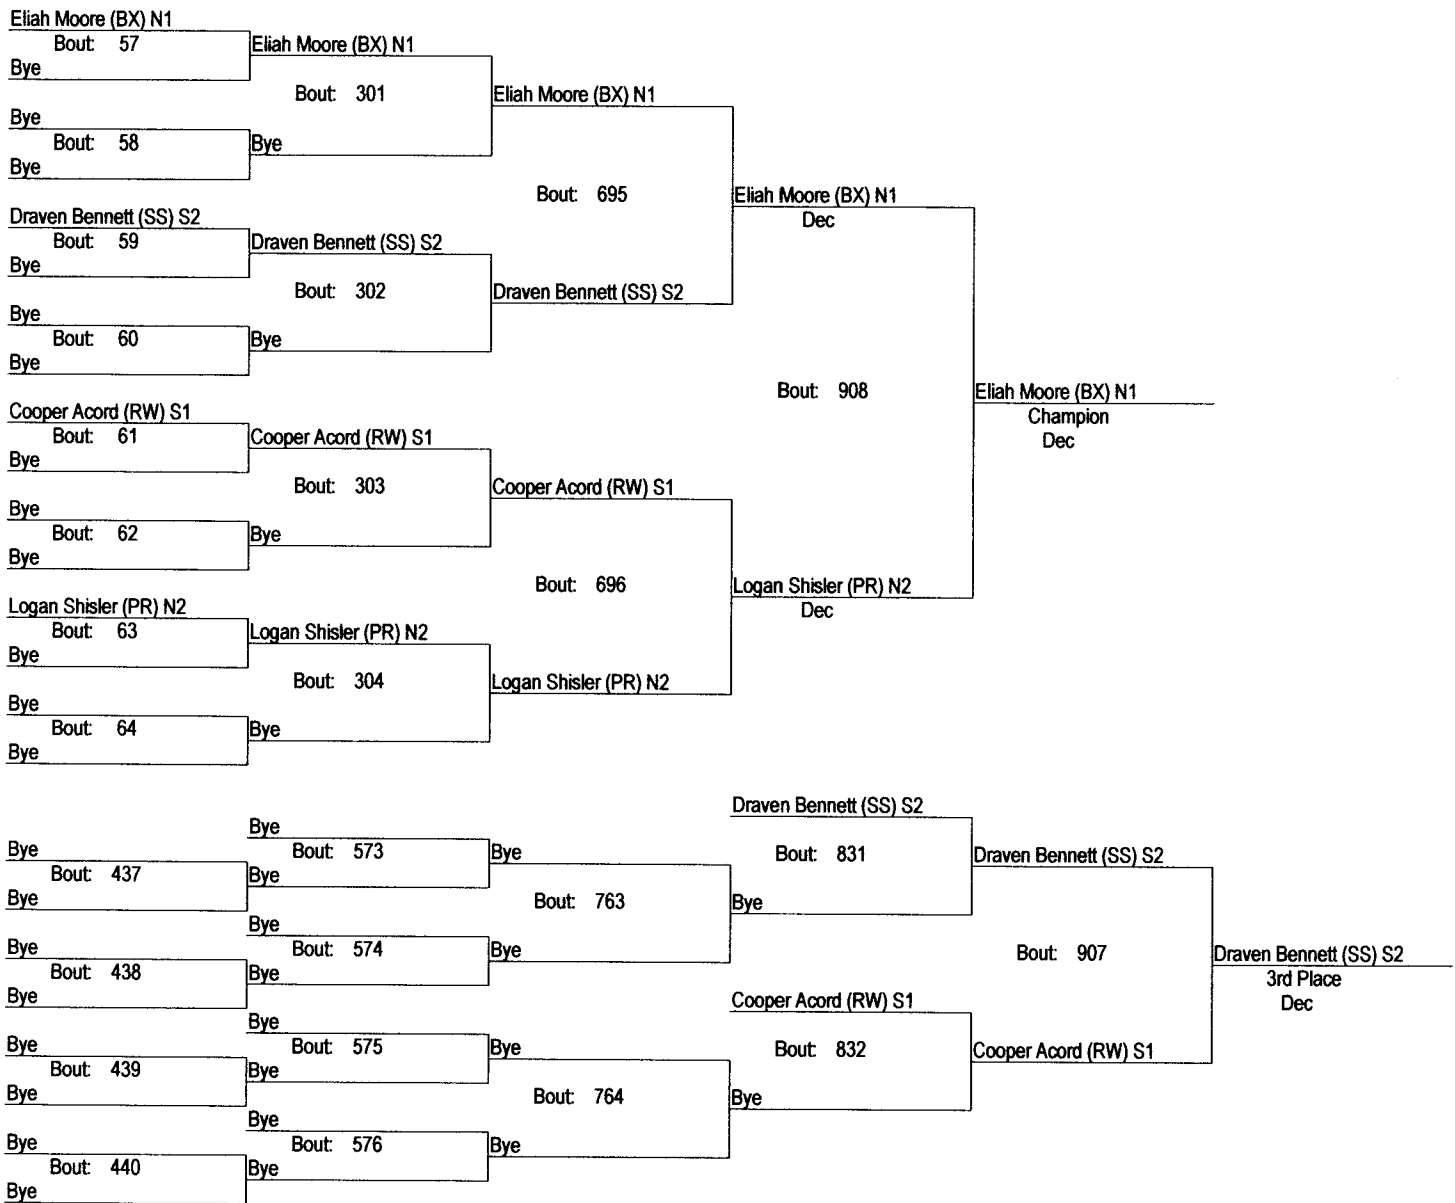 Eliah Moore (BX) N1
Bout: 57
Bye
Eliah Moore (BX) N1
Bout: 301
Bye
Bout: 58
Bye
Bye
Eliah Moore (BX) N1
Bout: 695
Draven Bennett (SS) S2
Bout: 59
Bye
Draven Bennett (SS) S2
Bout: 302
Bye
Bout: 60
Bye
Bye
Draven Bennett (SS) S2
Eliah Moore (BX) N1
Dec
Bout: 908
Cooper Acord (RW) S1
Bout: 61
Bye
Cooper Acord (RW) S1
Bout: 303
Bye
Bout: 62
Bye
Bye
Cooper Acord (RW) S1
Bout: 696
Logan Shisler (PR) N2
Bout: 63
Bye
Logan Shisler (PR) N2
Bout: 304
Bye
Bout: 64
Bye
Bye
Logan Shisler (PR) N2
Logan Shisler (PR) N2
Dec
Eliah Moore (BX) N1
Champion
Dec
Bye
Bout: 437
Bye
Bye
Bout: 573
Bye
Bye
Bout: 763
Bye
Bout: 438
Bye
Bye
Bout: 574
Bye
Bye
Draven Bennett (SS) S2
Bout: 831
Bye
Draven Bennett (SS) S2
Bout: 907
Bye
Bout: 439
Bye
Bye
Bout: 575
Bye
Bye
Bout: 764
Bye
Bout: 440
Bye
Bye
Bout: 576
Bye
Bye
Cooper Acord (RW) S1
Bout: 832
Bye
Cooper Acord (RW) S1
Draven Bennett (SS) S2
3rd Place
Dec